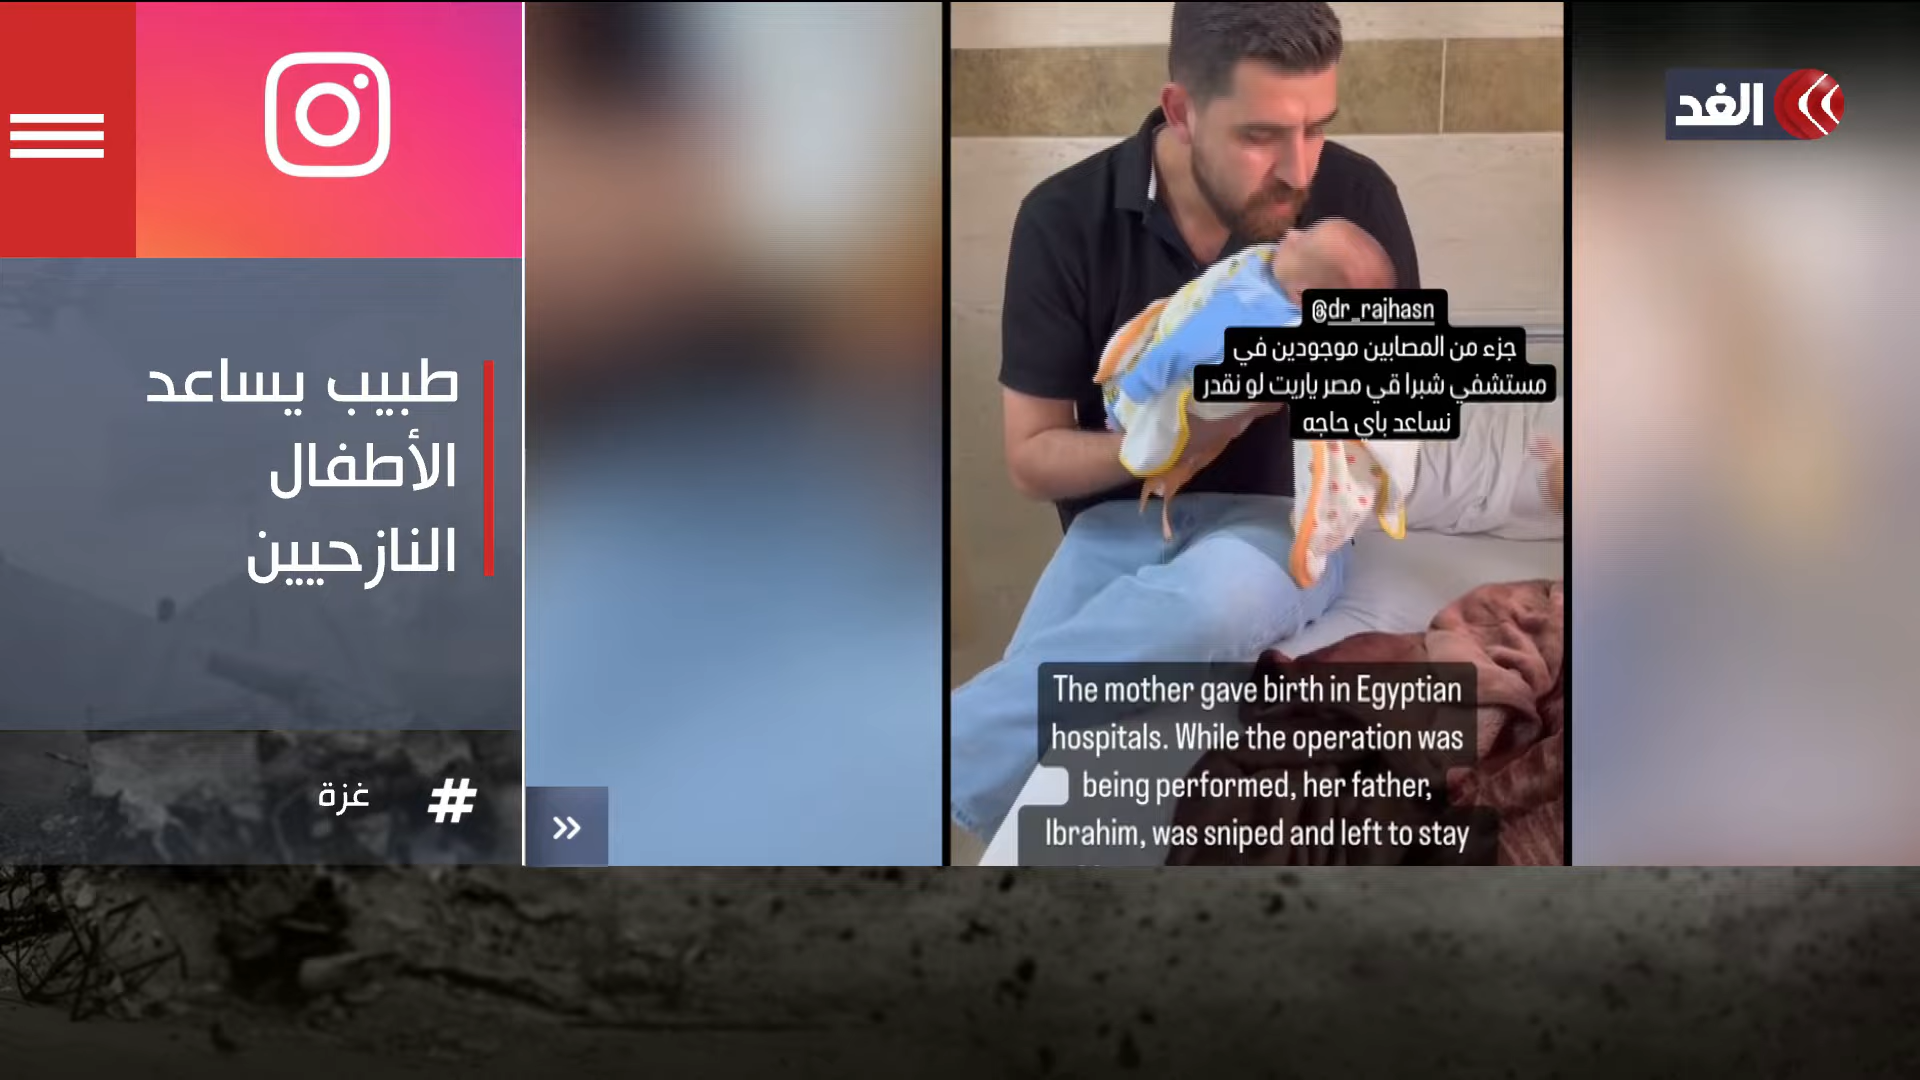 الغد
طبيب يساعد
الأطفال
النازحيين
# غزة
@dr_rajhasn
جزء من المصابين موجودين في
مستشفي شبرا قي مصر ياريت لو نقدر
نساعد باي حاجه
The mother gave birth in Egyptian
hospitals. While the operation was
being performed, her father,
Ibrahim, was sniped and left to stay